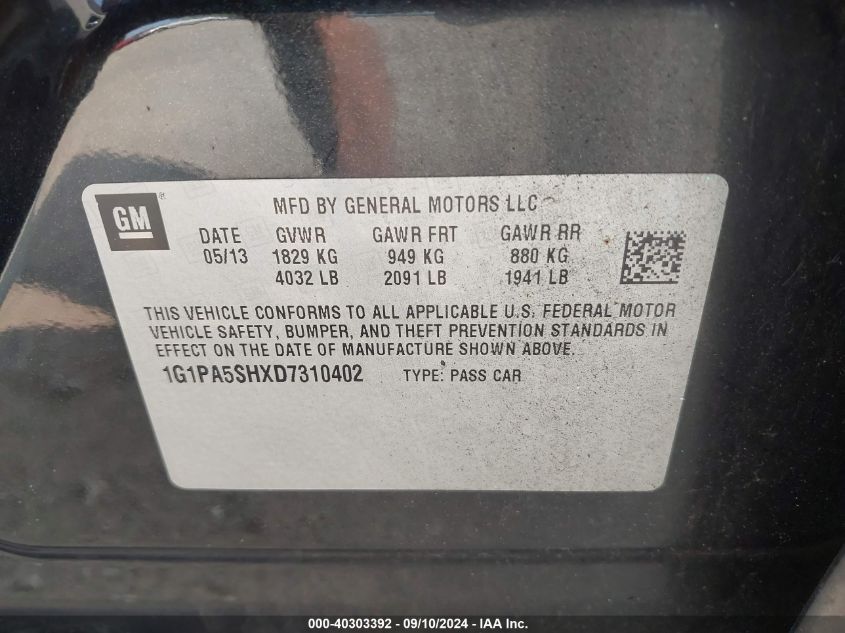 GM ®
MFD BY GENERAL MOTORS LLC
DATE GVWR GAWR FRT GAWR RR
05/13 1829 KG 949 KG 880 KG
4032 LB 2091 LB 1941 LB
THIS VEHICLE CONFORMS TO ALL APPLICABLE U.S. FEDERAL MOTOR
VEHICLE SAFETY, BUMPER, AND THEFT PREVENTION STANDARDS IN
EFFECT ON THE DATE OF MANUFACTURE SHOWN ABOVE.
1G1PA5SHXD7310402 TYPE: PASS CAR
000-40303392 - 09/10/2024 - IAA Inc.